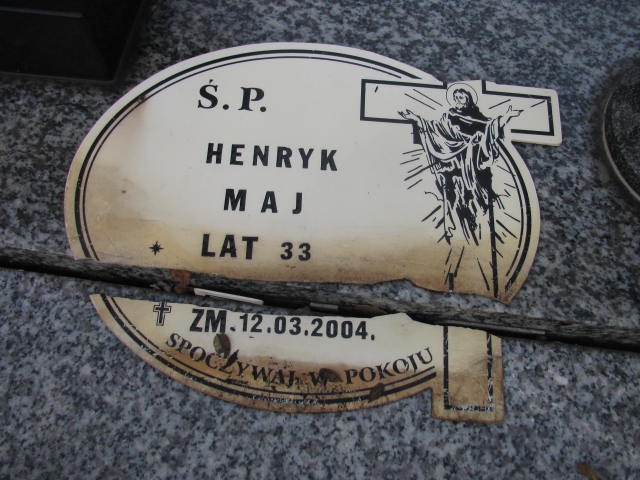 Ś.P.
HENRYK
MAJ
LAT 33
ZM.12.03.2004.
SPOCZYWAJ W POKOJU